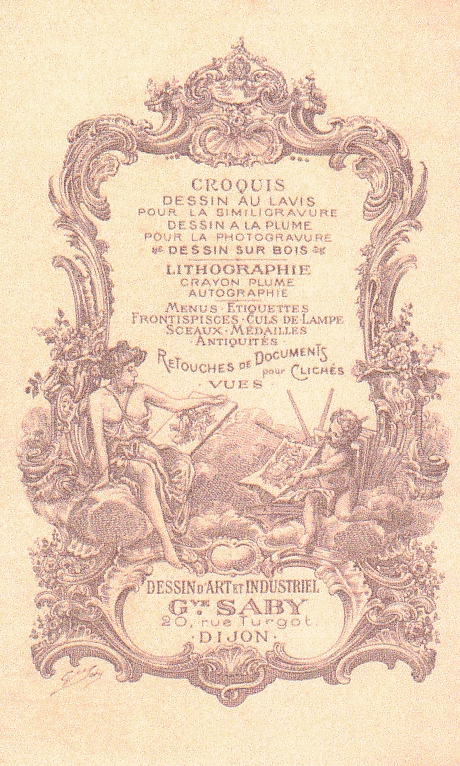 CROQUIS
DESSIN AU LAVIS
POUR LA SIMILIGRAVURE
DESSIN A LA PLUME
POUR LA PHOTOGRAVURE
DESSIN SUR BOIS
LITHOGRAPHIE
CRAYON PLUME
AUTOGRAPHIE
MENUS · ETIQUETTES
FRONTISPISCES · CULS DE LAMPE
SCEAUX · MÉDAILLES
· ANTIQUITÉS ·
RETOUCHES DE DOCUMENTS
POUR CLICHÉS
· VUES ·
DESSIN D'ART ET INDUSTRIEL
GVE SABY
20, rue Turgot.
· DIJON ·